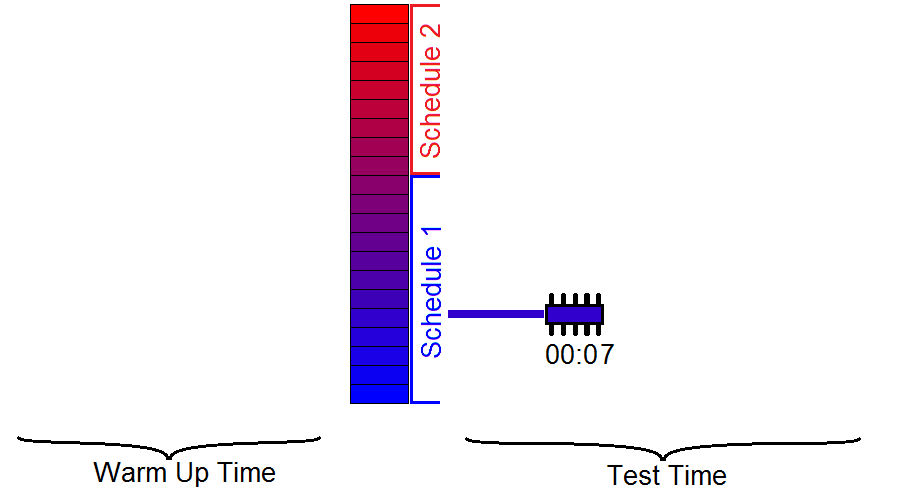 Schedule 2
Schedule 1
00:07
Warm Up Time
Test Time